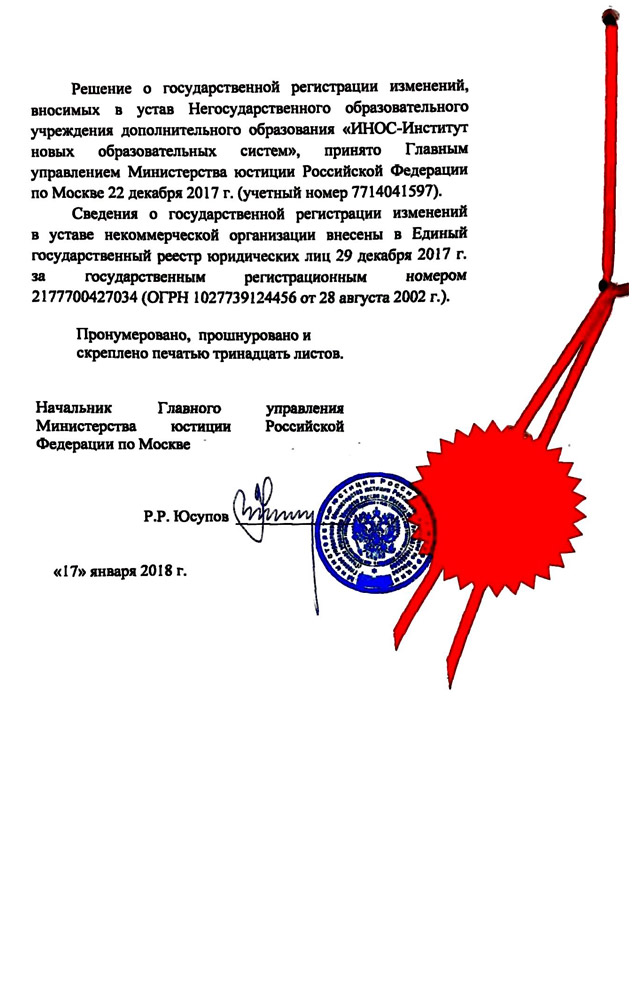 Решение о государственной регистрации изменений,
вносимых в устав Негосударственного образовательного
учреждения дополнительного образования «ИНОС-Институт
новых образовательных систем», принято Главным
управлением Министерства юстиции Российской Федерации
по Москве 22 декабря 2017 г. (учетный номер 7714041597).
Сведения о государственной регистрации изменений
в уставе некоммерческой организации внесены в Единый
государственный реестр юридических лиц 29 декабря 2017 г.
за государственным регистрационным номером
2177700427034 (ОГРН 1027739124456 от 28 августа 2002 г.).
Пронумеровано, прошнуровано и
скреплено печатью тринадцать листов.
Начальник Главного управления
Министерства юстиции Российской
Федерации по Москве
Р.Р. Юсупов
«17» января 2018 г.